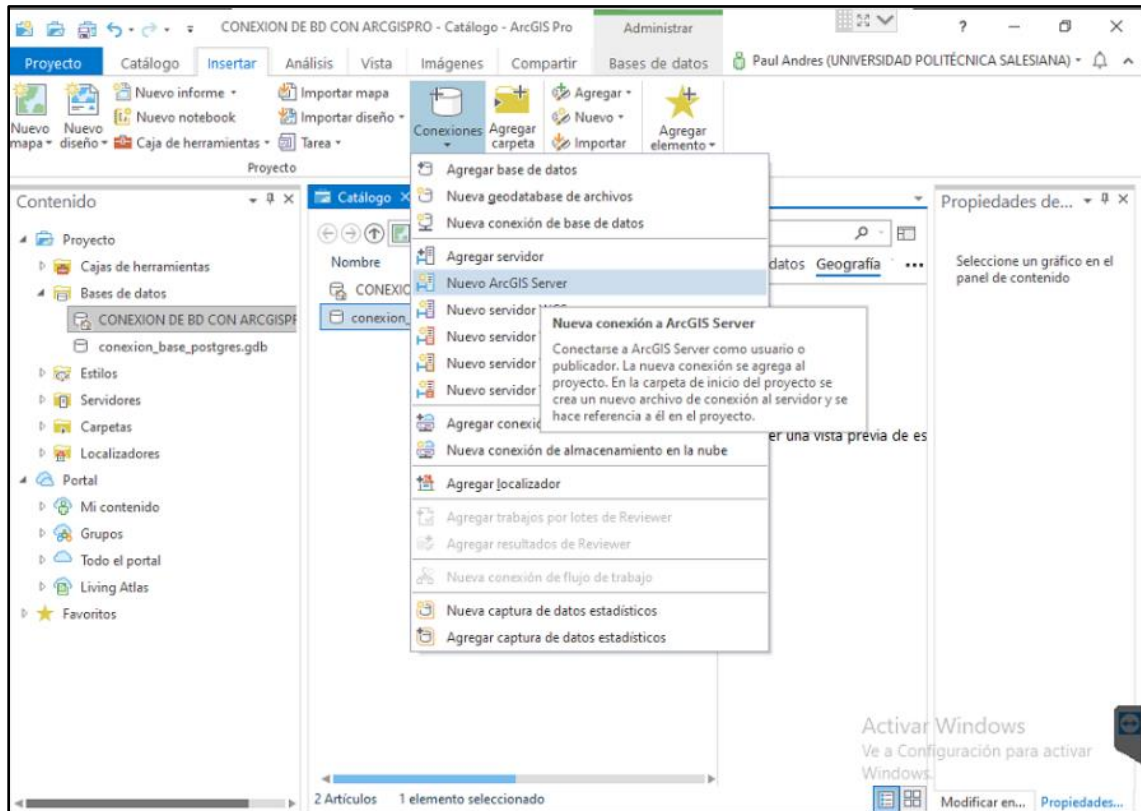 CONEXION DE BD CON ARCGISPRO - Catálogo - ArcGIS Pro
Administrar
?
Proyecto Catálogo Insertar Análisis Vista Imágenes Compartir Bases de datos Paul Andres (UNIVERSIDAD POLITÉCNICA SALESIANA)
Nuevo mapa
Nuevo diseño
Nuevo informe
Nuevo notebook
Caja de herramientas
Importar mapa
Importar diseño
Tarea
Proyecto
Conexiones
Agregar carpeta
Agregar
Nuevo
Importar
Agregar elemento
Contenido
Proyecto
Cajas de herramientas
Bases de datos
CONEXION DE BD CON ARCGISP
conexion_base_postgres.gdb
Estilos
Servidores
Carpetas
Localizadores
Portal
Mi contenido
Grupos
Todo el portal
Living Atlas
Favoritos
Catálogo
Nombre
CONEXIO
conexion_
Agregar base de datos
Nueva geodatabase de archivos
Nueva conexión de base de datos
Agregar servidor
Nuevo ArcGIS Server
Nuevo servidor
Nuevo servidor
Nuevo servidor
Nuevo servidor
Agregar conexió
Nueva conexión de almacenamiento en la nube
Agregar localizador
Agregar trabajos por lotes de Reviewer
Agregar resultados de Reviewer
Nueva conexión de flujo de trabajo
Nueva captura de datos estadísticos
Agregar captura de datos estadísticos
Nueva conexión a ArcGIS Server
Conectarse a ArcGIS Server como usuario o
publicador. La nueva conexión se agrega al
proyecto. En la carpeta de inicio del proyecto se
crea un nuevo archivo de conexión al servidor y se
hace referencia a él en el proyecto.
datos Geografía
er una vista previa de es
Propiedades de...
Seleccione un gráfico en el
panel de contenido
Activar Windows
Ve a Configuración para activar
Windows.
2 Artículos 1 elemento seleccionado
Modificar en... Propiedades...